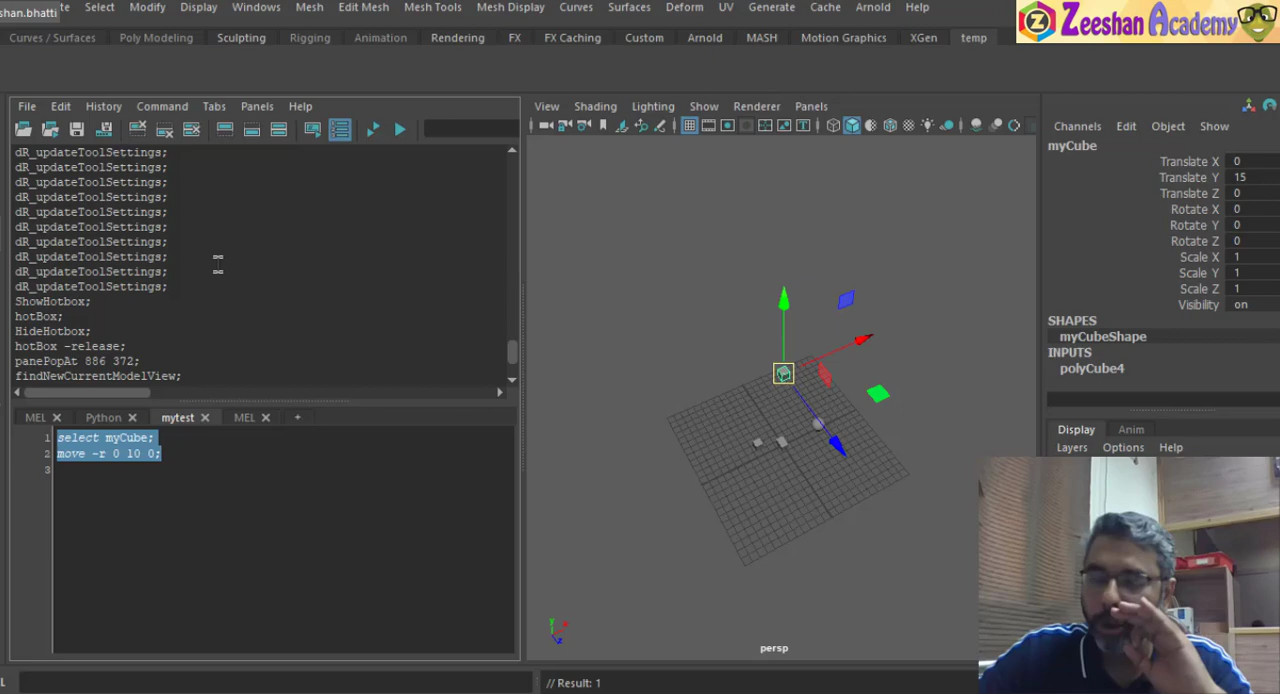 shan.bhatti
Select Modify Display Windows Mesh Edit Mesh Mesh Tools Mesh Display Curves Surfaces Deform UV Generate Cache Arnold Help
Zeeshan Academy
Curves / Surfaces Poly Modeling Sculpting Rigging Animation Rendering FX FX Caching Custom Arnold MASH Motion Graphics XGen temp
File Edit History Command Tabs Panels Help
View Shading Lighting Show Renderer Panels
Channels Edit Object Show
dR_updateToolSettings;
dR_updateToolSettings;
dR_updateToolSettings;
dR_updateToolSettings;
dR_updateToolSettings;
dR_updateToolSettings;
dR_updateToolSettings;
dR_updateToolSettings;
dR_updateToolSettings;
dR_updateToolSettings;
ShowHotbox;
hotBox;
HideHotbox;
hotBox -release;
panePopAt 886 372;
findNewCurrentModelView;
MEL Python mytest MEL +
1 select myCube;
2 move -r 0 10 0;
3
persp
y
x
z
myCube
Translate X 0
Translate Y 15
Translate Z 0
Rotate X 0
Rotate Y 0
Rotate Z 0
Scale X 1
Scale Y 1
Scale Z 1
Visibility on
SHAPES
myCubeShape
INPUTS
polyCube4
Display Anim
Layers Options Help
// Result: 1